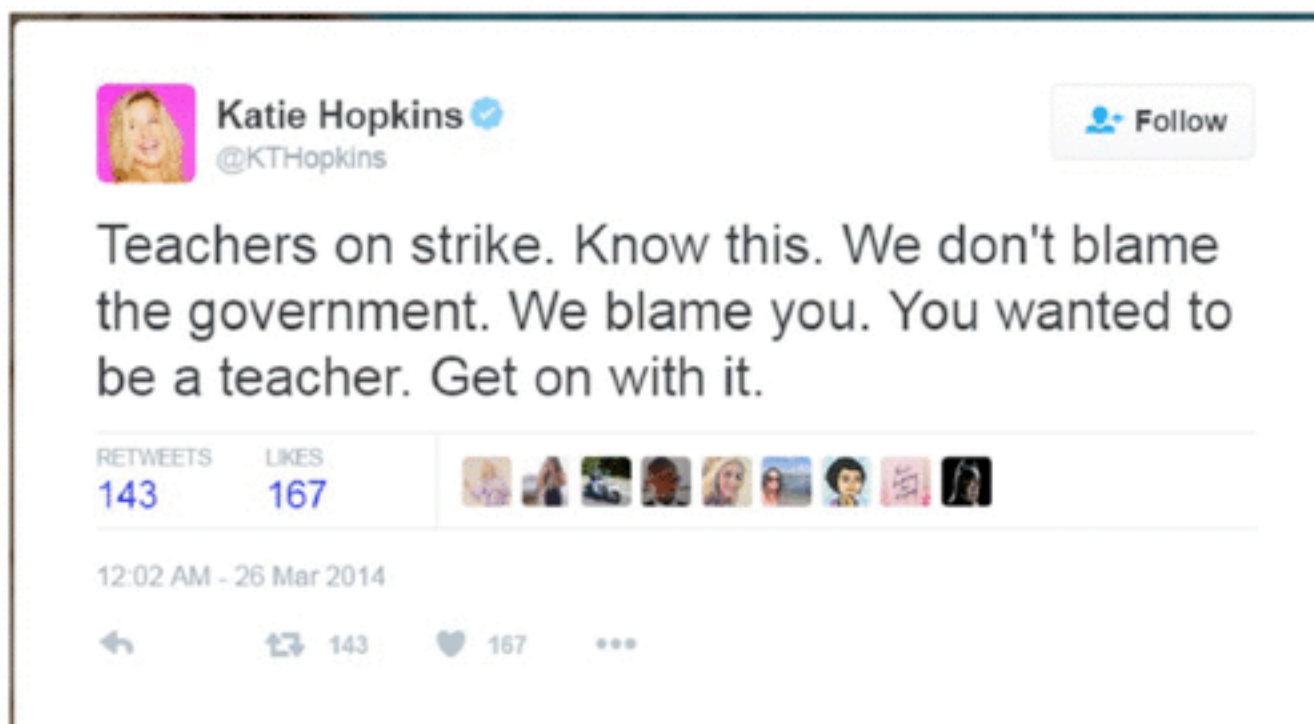 Katie Hopkins
@KTHopkins
Follow
Teachers on strike. Know this. We don't blame
the government. We blame you. You wanted to
be a teacher. Get on with it.
RETWEETS LIKES
143 167
12:02 AM - 26 Mar 2014
143 167